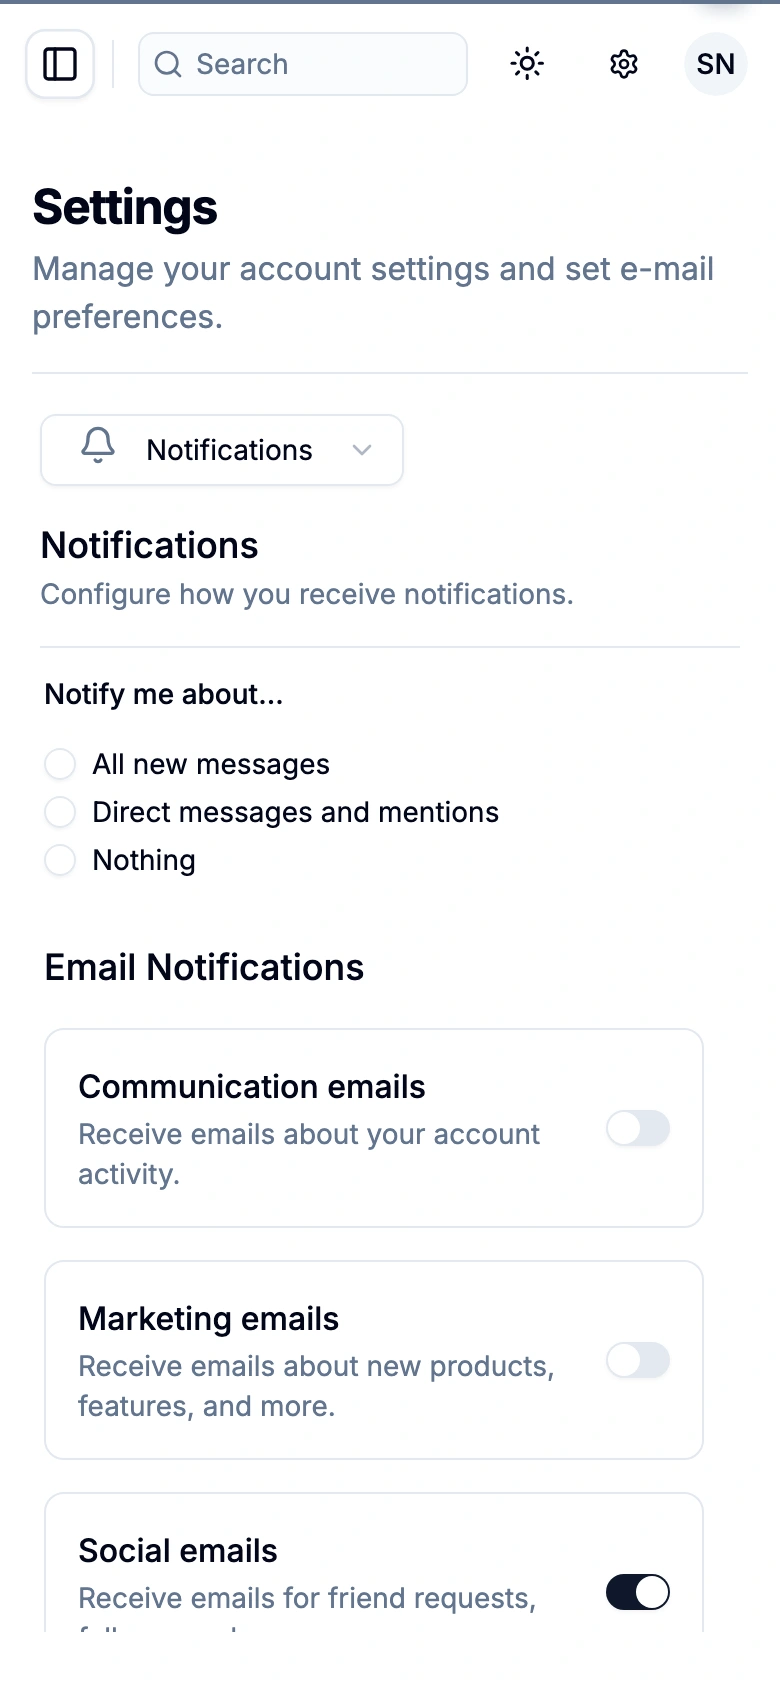 Search
SN
Settings
Manage your account settings and set e-mail
preferences.
Notifications
Notifications
Configure how you receive notifications.
Notify me about...
All new messages
Direct messages and mentions
Nothing
Email Notifications
Communication emails
Receive emails about your account
activity.
Marketing emails
Receive emails about new products,
features, and more.
Social emails
Receive emails for friend requests,